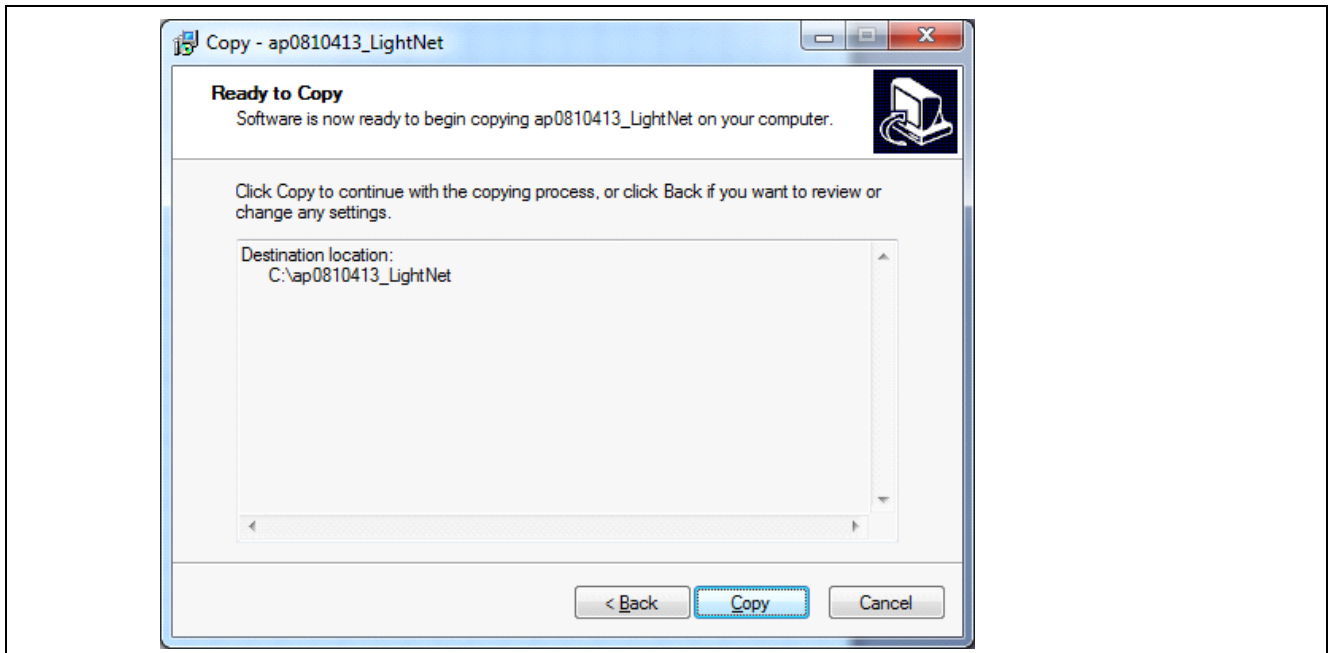 Copy - ap0810413_LightNet
Ready to Copy
Software is now ready to begin copying ap0810413_LightNet on your computer.
Click Copy to continue with the copying process, or click Back if you want to review or
change any settings.
Destination location:
C:\ap0810413_LightNet
< Back
Copy
Cancel